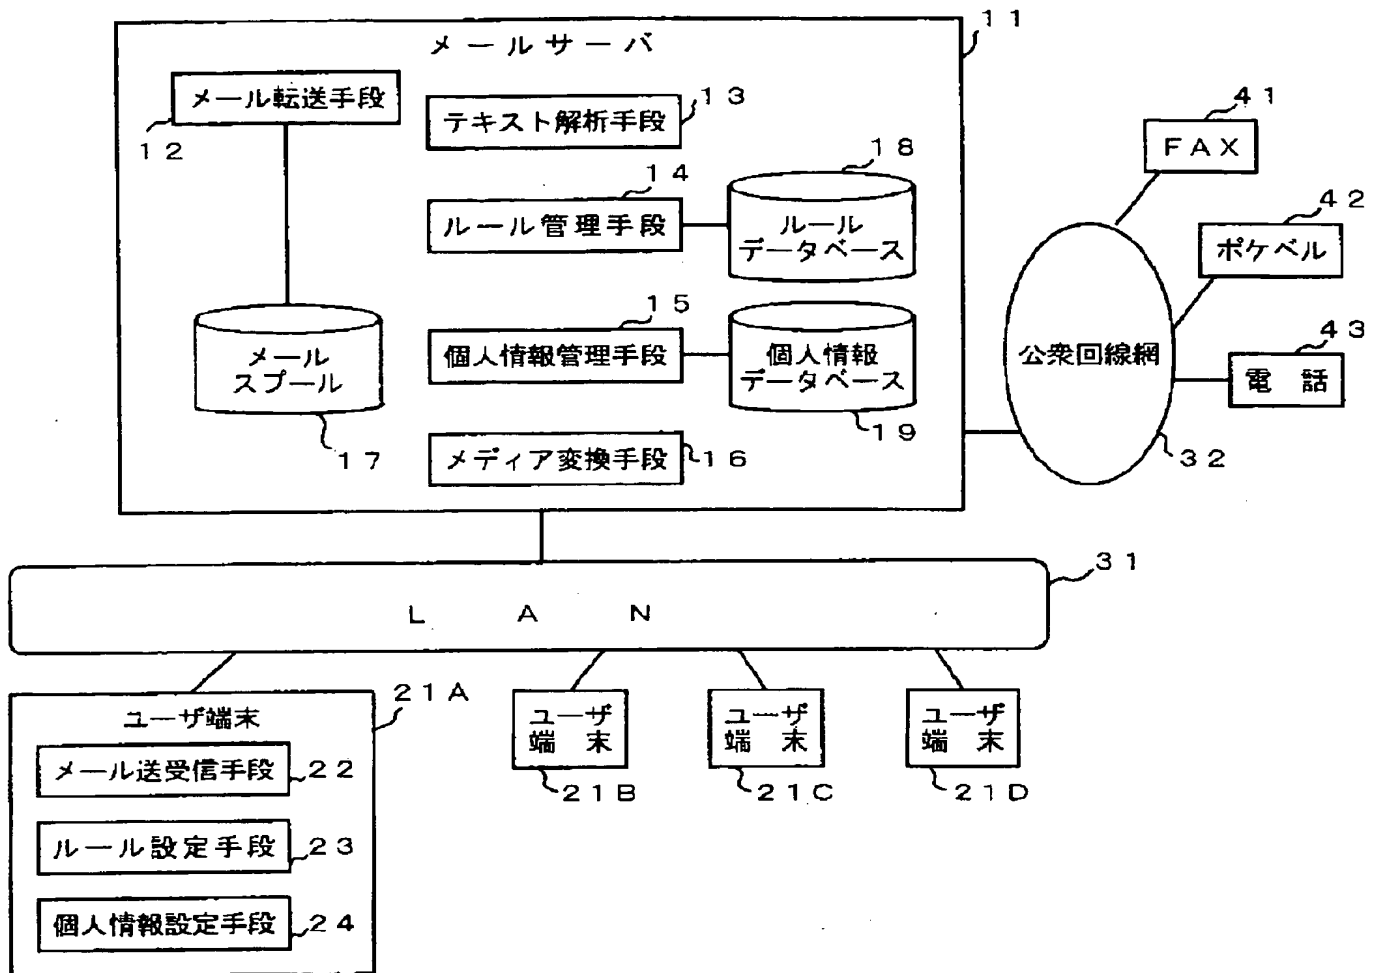 メールサーバ
11
メール転送手段
12
テキスト解析手段
13
ルール管理手段
14
ルール
データベース
18
メール
スプール
17
個人情報管理手段
15
個人情報
データベース
19
メディア変換手段
16
FAX
41
ポケベル
42
公衆回線網
32
電話
43
LAN
31
ユーザ端末
21A
メール送受信手段
22
ルール設定手段
23
個人情報設定手段
24
ユーザ
端末
21B
ユーザ
端末
21C
ユーザ
端末
21D